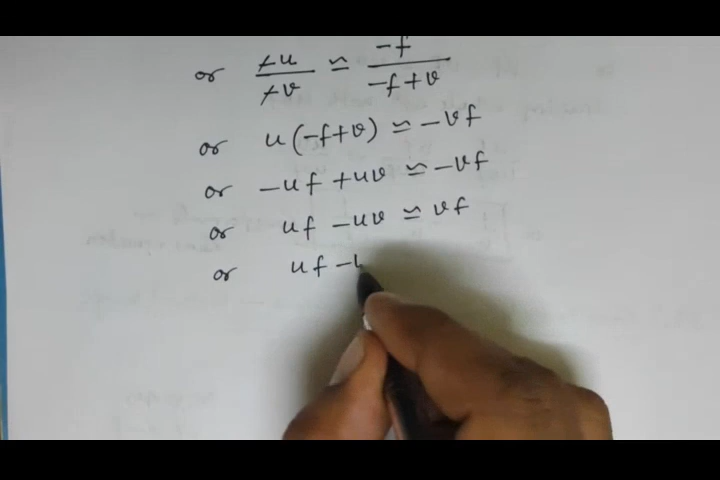 or +u/+v ≃ -f/-f+v
or u(-f+v) ≃ -vf
or -uf +uv ≃ -vf
or uf -uv ≃ vf
or uf -